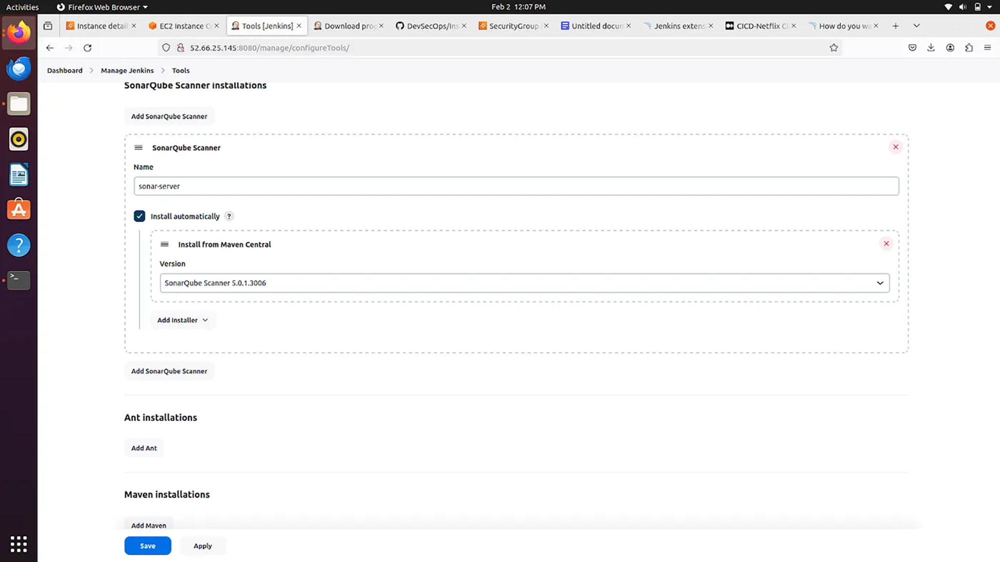 Activities Firefox Web Browser Feb 2 12:07 PM
Instance detail EC2 Instance Co Tools [Jenkins] Download prog DevSecOps/Ins SecurityGroup Untitled docum Jenkins extens CICD-Netflix Cl How do you wa
52.66.25.145:8080/manage/configureTools/
Dashboard > Manage Jenkins > Tools
SonarQube Scanner installations
Add SonarQube Scanner
SonarQube Scanner
Name
sonar-server
Install automatically ?
Install from Maven Central
Version
SonarQube Scanner 5.0.1.3006
Add Installer
Add SonarQube Scanner
Ant installations
Add Ant
Maven installations
Add Maven
Save Apply